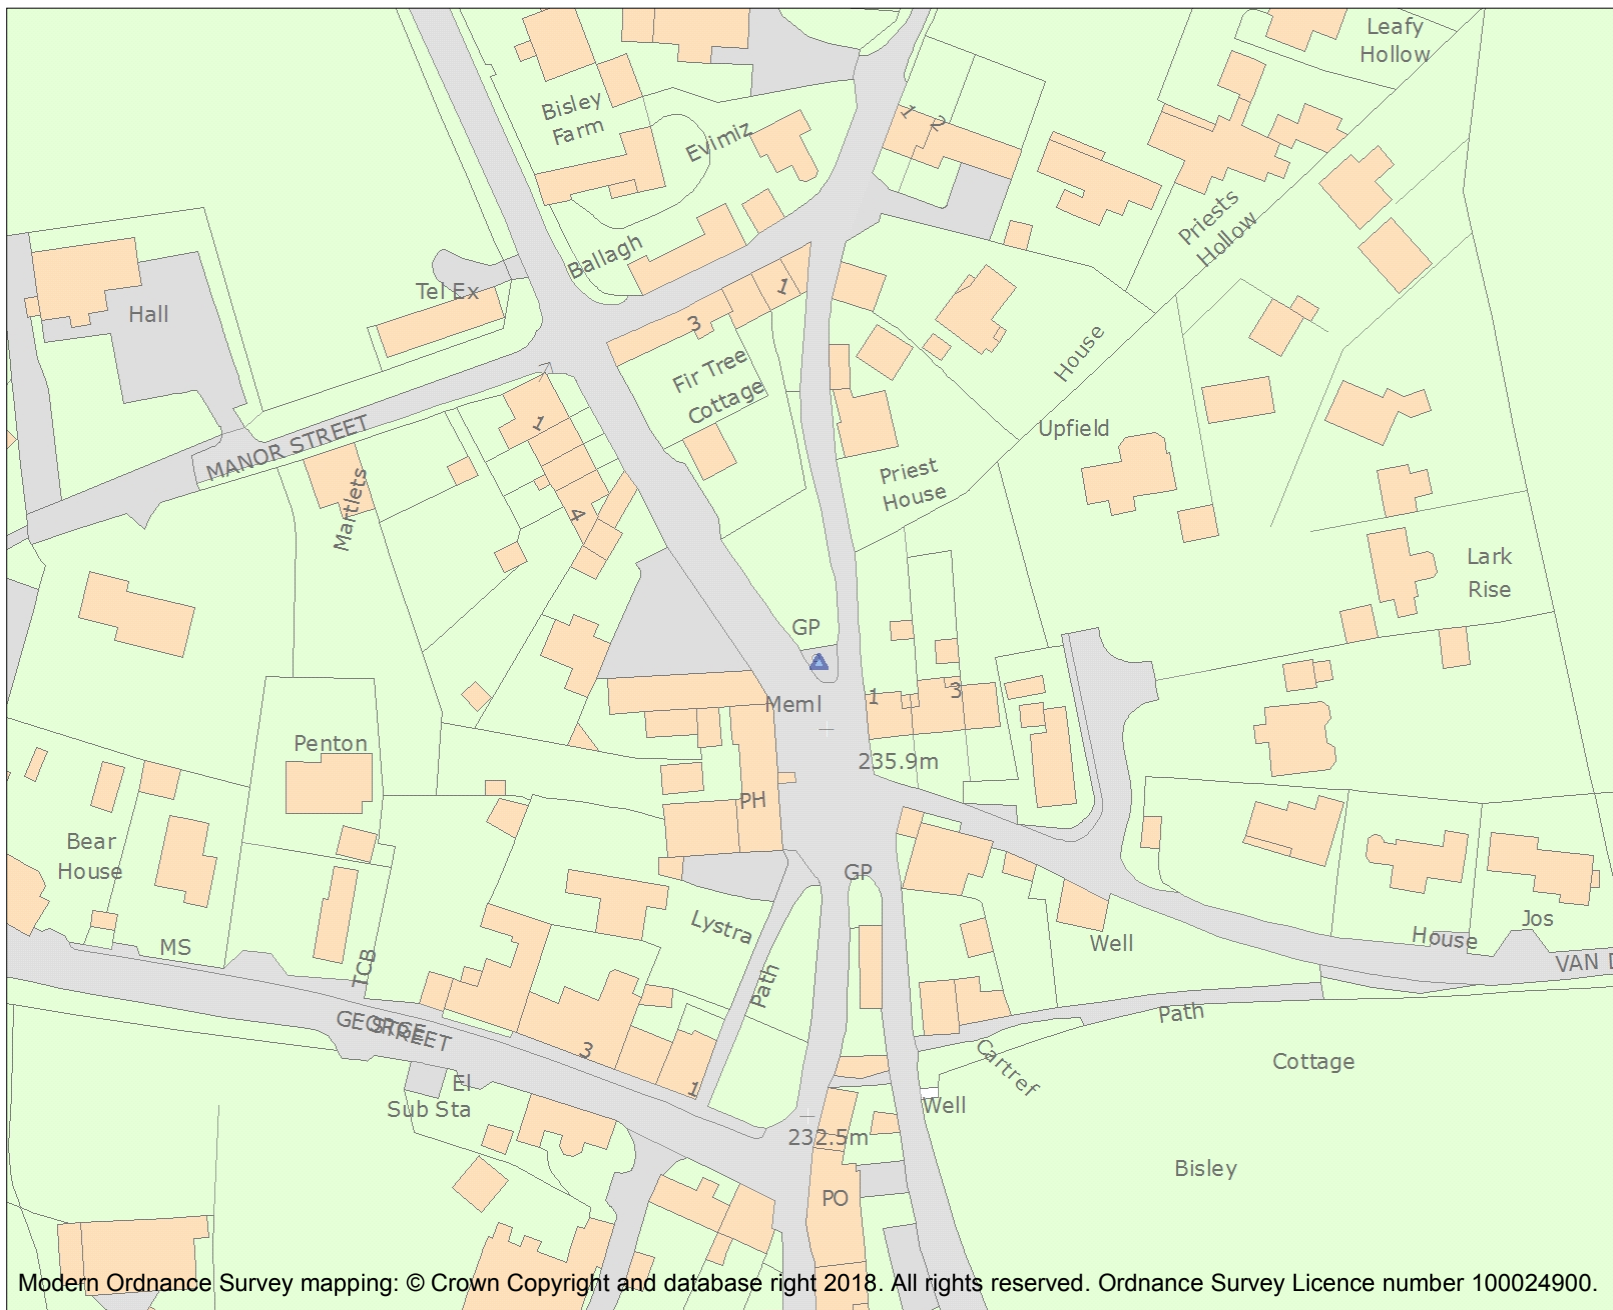 Leafy
Hollow
Bisley
Farm
Evimiz
1
2
Priests
Hollow
Ballagh
Tel Ex
1
Hall
3
House
Fir Tree
Cottage
1
Upfield
MANOR STREET
Priest
House
Martlets
4
Lark
Rise
GP
1
3
Meml
Penton
235.9m
PH
Bear
House
GP
Lystra
Jos
House
MS
Well
TCB
VAN D
Path
Path
GEORGE
STREET
3
Cartref
Cottage
El
Sub Sta
1
Well
232.5m
Bisley
PO
Modern Ordnance Survey mapping: © Crown Copyright and database right 2018. All rights reserved. Ordnance Survey Licence number 100024900.